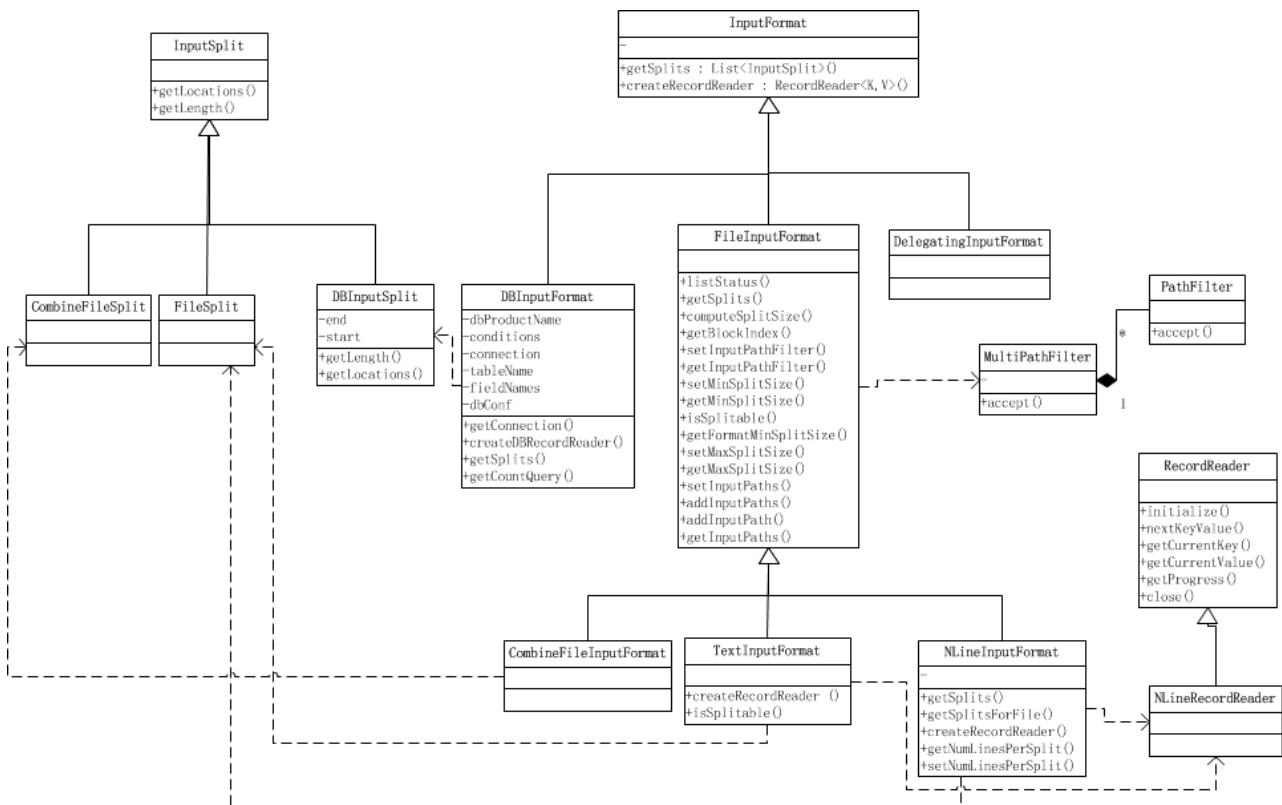 InputSplit
+getLocations()
+getLength()
InputFormat
-
+getSplits : List<InputSplit>()
+createRecordReader : RecordReader<K,V>()
CombineFileSplit
FileSplit
DBInputSplit
-end
-start
+getLength()
+getLocations()
DBInputFormat
-dbProductName
-conditions
-connection
-tableName
-fieldNames
-dbConf
+getConnection()
+createDBRecordReader()
+getSplits()
+getCountQuery()
FileInputFormat
+listStatus()
+getSplits()
+computeSplitSize()
+getBlockIndex()
+setInputPathFilter()
+getInputPathFilter()
+setMinSplitSize()
+getMinSplitSize()
+isSplitable()
+getFormatMinSplitSize()
+setMaxSplitSize()
+getMaxSplitSize()
+setInputPaths()
+addInputPaths()
+addInputPath()
+getInputPaths()
DelegatingInputFormat
PathFilter
+accept()
*
MultiPathFilter
-
+accept()
1
RecordReader
+initialize()
+nextKeyValue()
+getCurrentKey()
+getCurrentValue()
+getProgress()
+close()
CombineFileInputFormat
TextInputFormat
+createRecordReader ()
+isSplitable()
NLineInputFormat
-
+getSplits()
+getSplitsForFile()
+createRecordReader()
+getNumLinesPerSplit()
+setNumLinesPerSplit()
NLineRecordReader